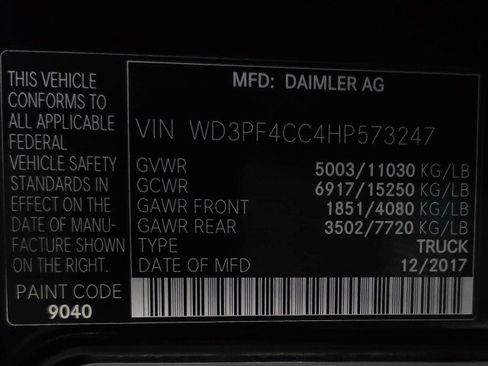 THIS VEHICLE
CONFORMS TO
ALL APPLICABLE
FEDERAL
VEHICLE SAFETY
STANDARDS IN
EFFECT ON THE
DATE OF MANU-
FACTURE SHOWN
ON THE RIGHT.
PAINT CODE
9040
MFD: DAIMLER AG
VIN WD3PF4CC4HP573247
GVWR 5003/11030 KG/LB
GCWR 6917/15250 KG/LB
GAWR FRONT 1851/4080 KG/LB
GAWR REAR 3502/7720 KG/LB
TYPE TRUCK
DATE OF MFD 12/2017